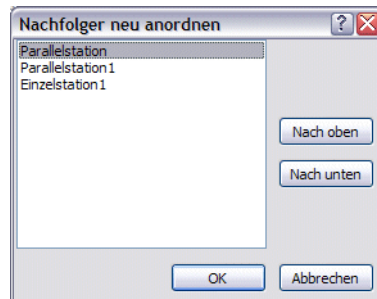 Nachfolger neu anordnen
Parallelstation
Parallelstation1
Einzelstation1
Nach oben
Nach unten
OK
Abbrechen